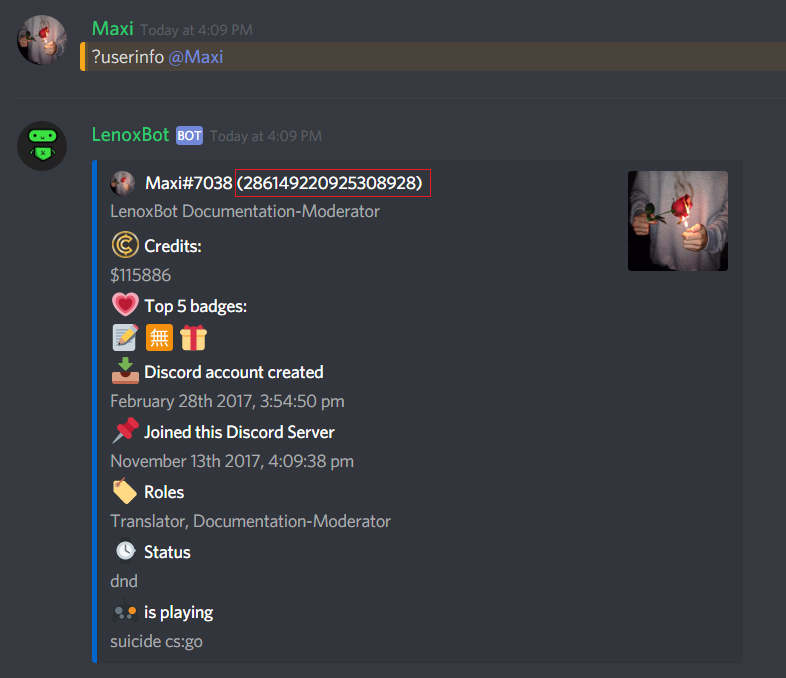 Maxi Today at 4:09 PM
?userinfo @Maxi
LenoxBot BOT Today at 4:09 PM
Maxi#7038 (286149220925308928)
LenoxBot Documentation-Moderator
Credits:
$115886
Top 5 badges:
無
Discord account created
February 28th 2017, 3:54:50 pm
Joined this Discord Server
November 13th 2017, 4:09:38 pm
Roles
Translator, Documentation-Moderator
Status
dnd
is playing
suicide cs:go